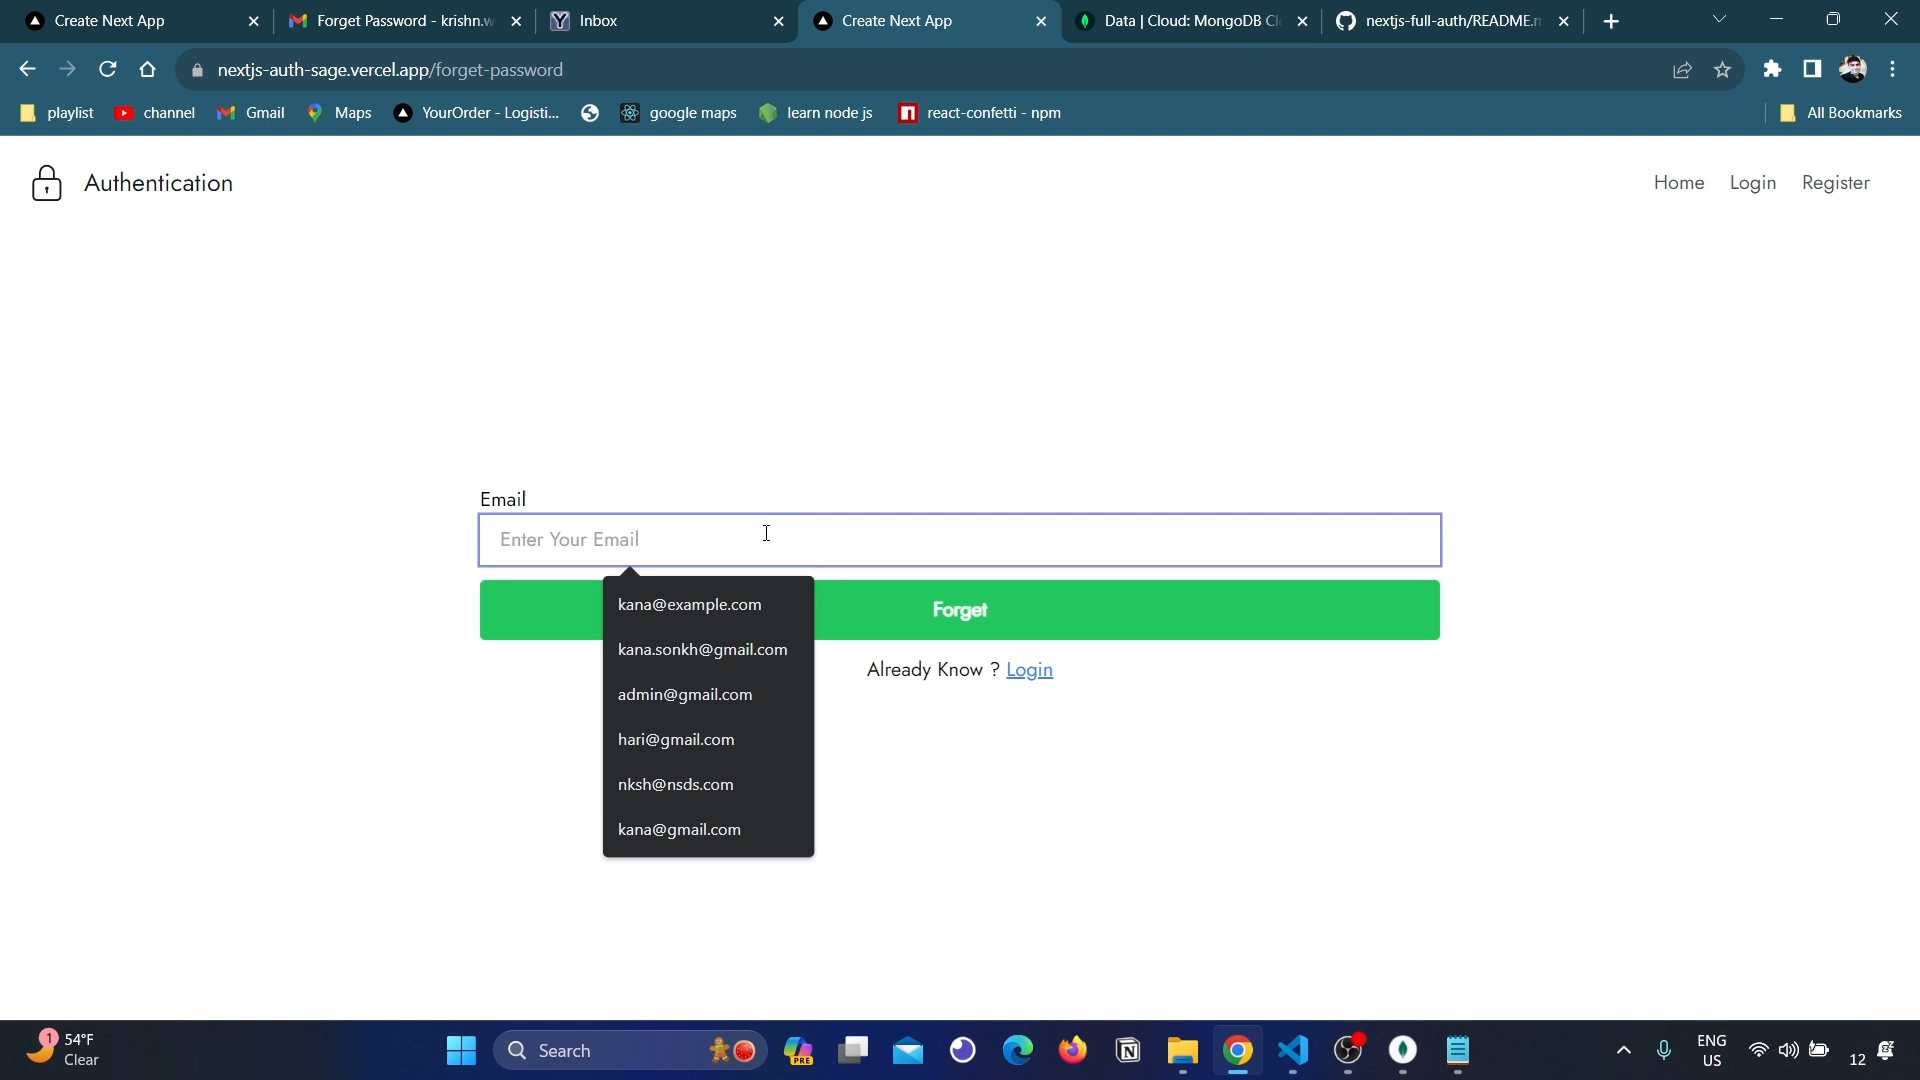 Create Next App
Forget Password - krishn.w
Inbox
Create Next App
Data | Cloud: MongoDB Cl
nextjs-full-auth/README.m
nextjs-auth-sage.vercel.app/forget-password
playlist
channel
Gmail
Maps
YourOrder - Logisti...
google maps
learn node js
react-confetti - npm
All Bookmarks
Authentication
Home
Login
Register
Email
Enter Your Email
Forget
kana@example.com
kana.sonkh@gmail.com
admin@gmail.com
hari@gmail.com
nksh@nsds.com
kana@gmail.com
Already Know ? Login
1
54°F
Clear
Search
PRE
ENG
US
12